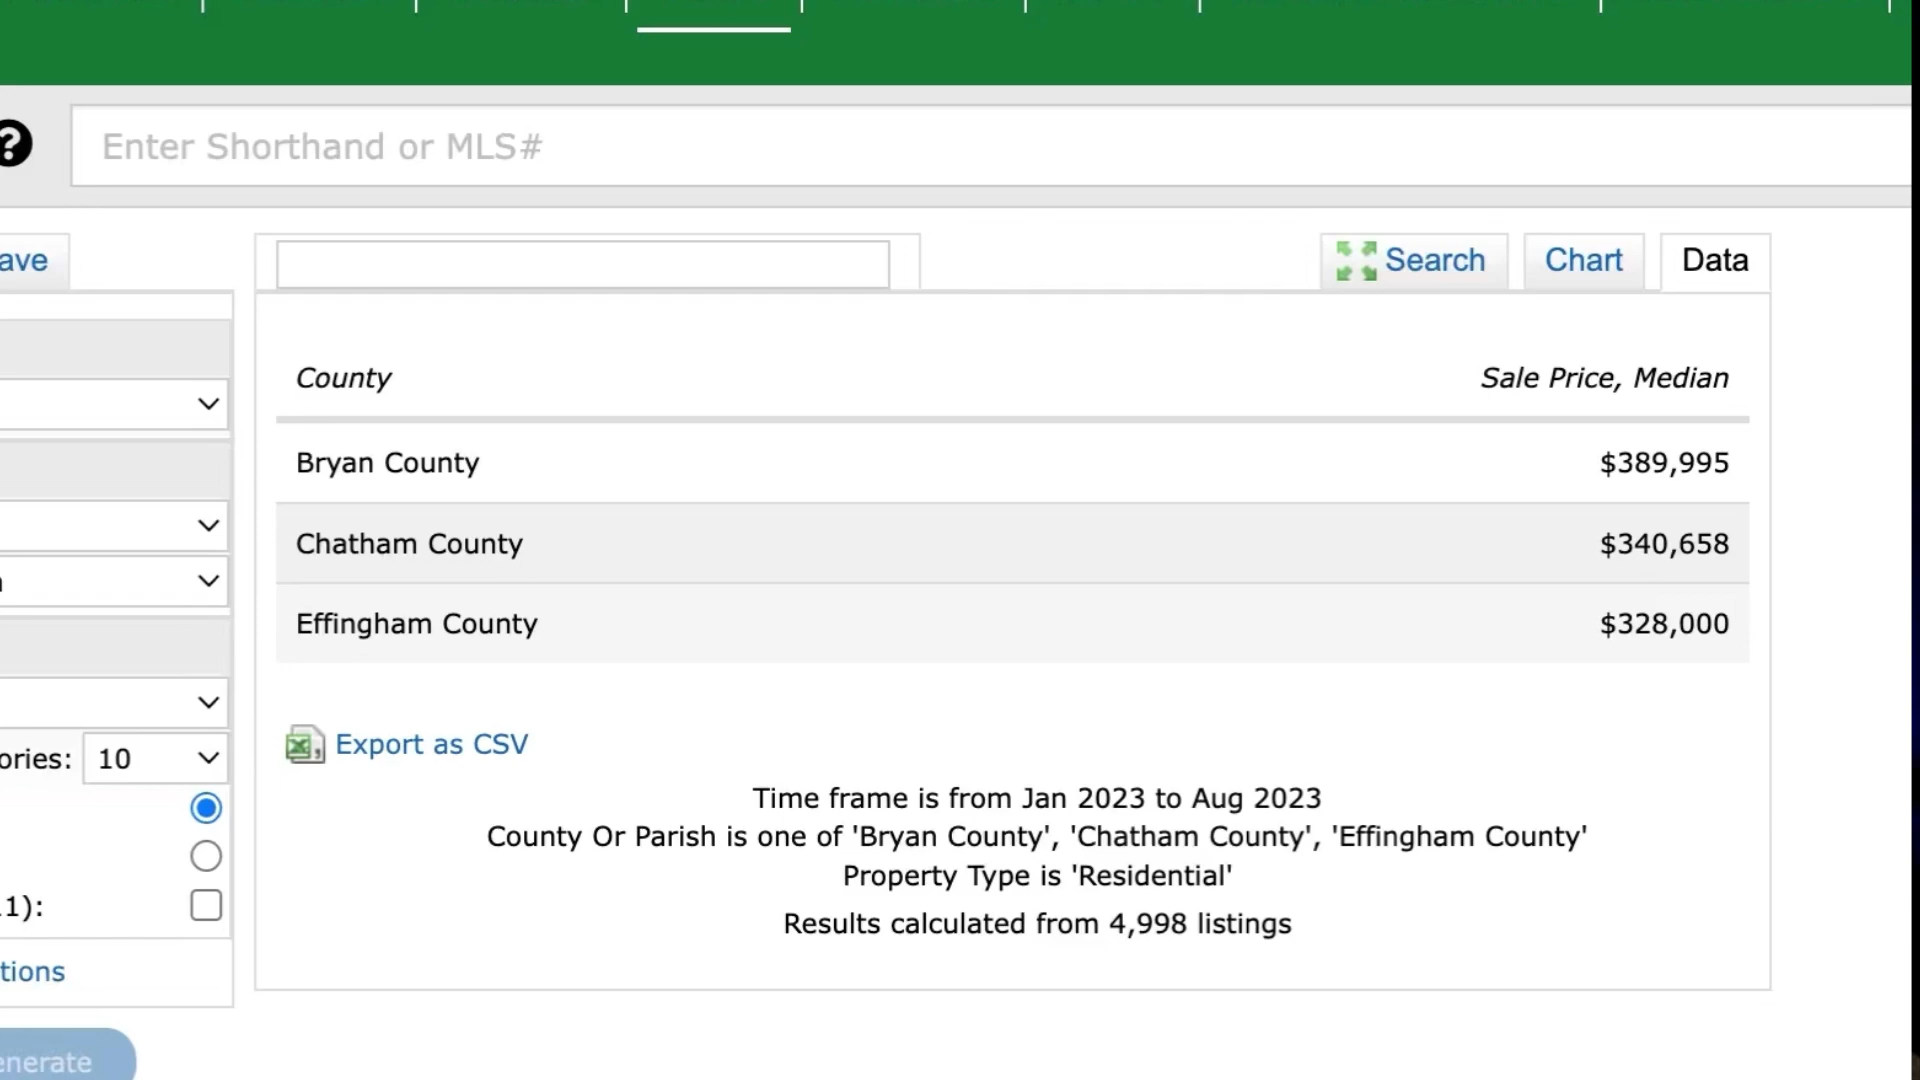 ?
Enter Shorthand or MLS#
ave
Search
Chart
Data
County
Sale Price, Median
Bryan County
$389,995
Chatham County
$340,658
Effingham County
$328,000
ories: 10
1):
tions
enerate
Export as CSV
Time frame is from Jan 2023 to Aug 2023
County Or Parish is one of 'Bryan County', 'Chatham County', 'Effingham County'
Property Type is 'Residential'
Results calculated from 4,998 listings